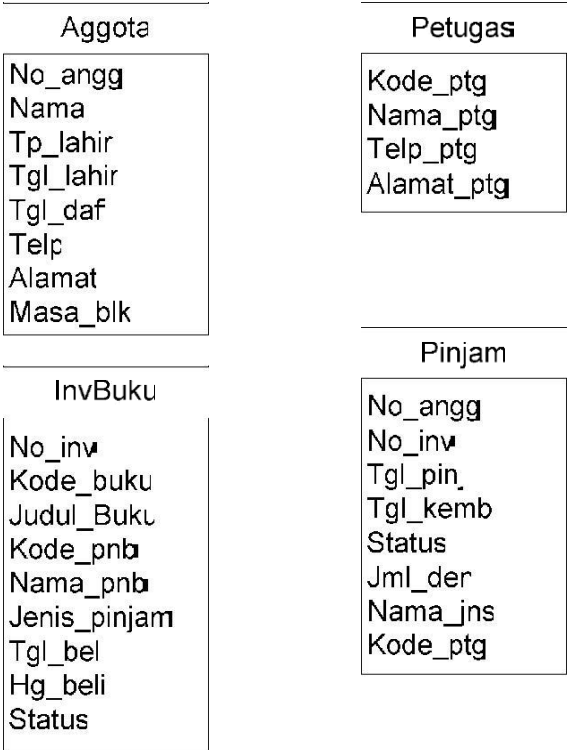 Aggota
No_angg
Nama
Tp_lahir
Tgl_lahir
Tgl_daf
Telp
Alamat
Masa_blk
Petugas
Kode_ptg
Nama_ptg
Telp_ptg
Alamat_ptg
InvBuku
No_inv
Kode_buku
Judul_Buku
Kode_pnb
Nama_pnb
Jenis_pinjam
Tgl_bel
Hg_beli
Status
Pinjam
No_angg
No_inv
Tgl_pin
Tgl_kemb
Status
Jml_den
Nama_jns
Kode_ptg